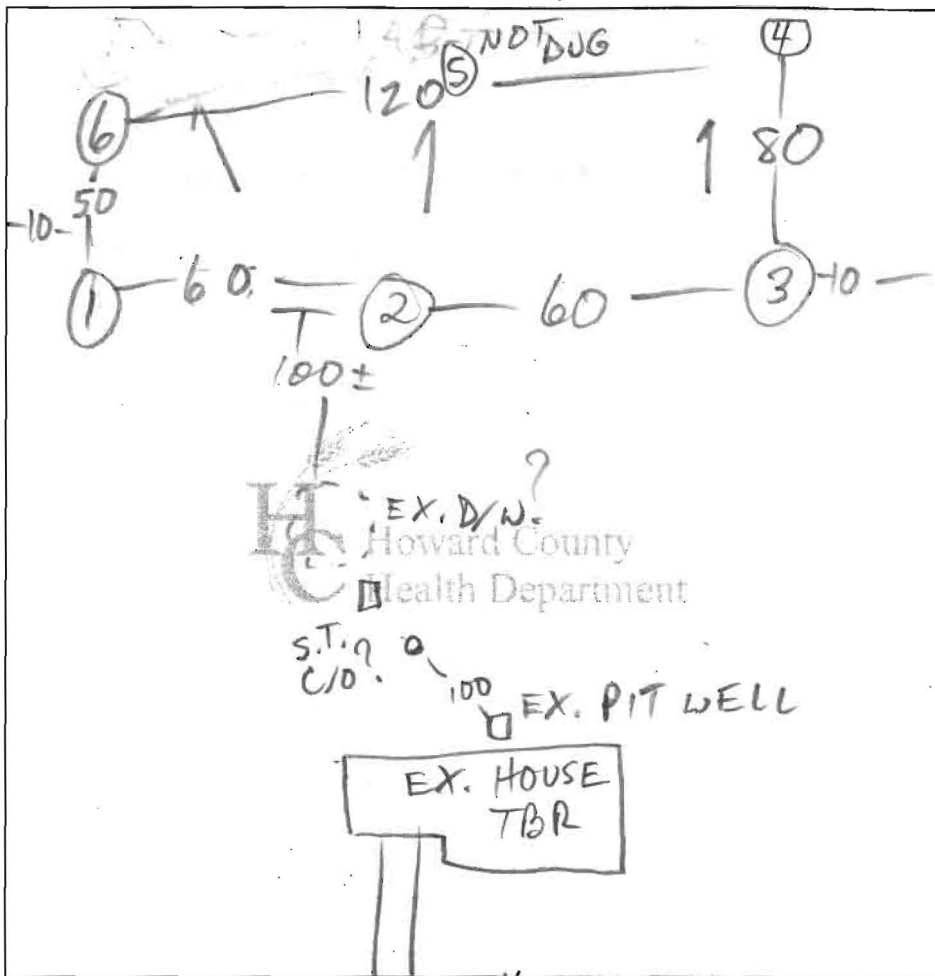 NOT DUG
4
120 5
6
80
50
-10-
1
60
2
60
3
-10-
100±
EX. D/W.?
HC
Howard County
Health Department
S.T.?
C/O?
100
EX. PIT WELL
EX. HOUSE
TBR